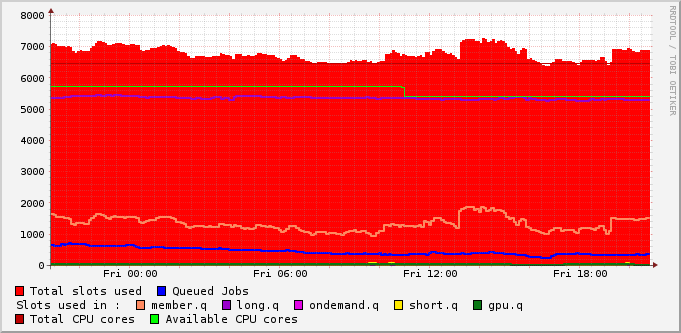 8000
7000
6000
5000
4000
3000
2000
1000
0
Fri 00:00 Fri 06:00 Fri 12:00 Fri 18:00
RRDTOOL / TOBI OETIKER
Total slots used Queued Jobs
Slots used in : member.q long.q ondemand.q short.q gpu.q
Total CPU cores Available CPU cores